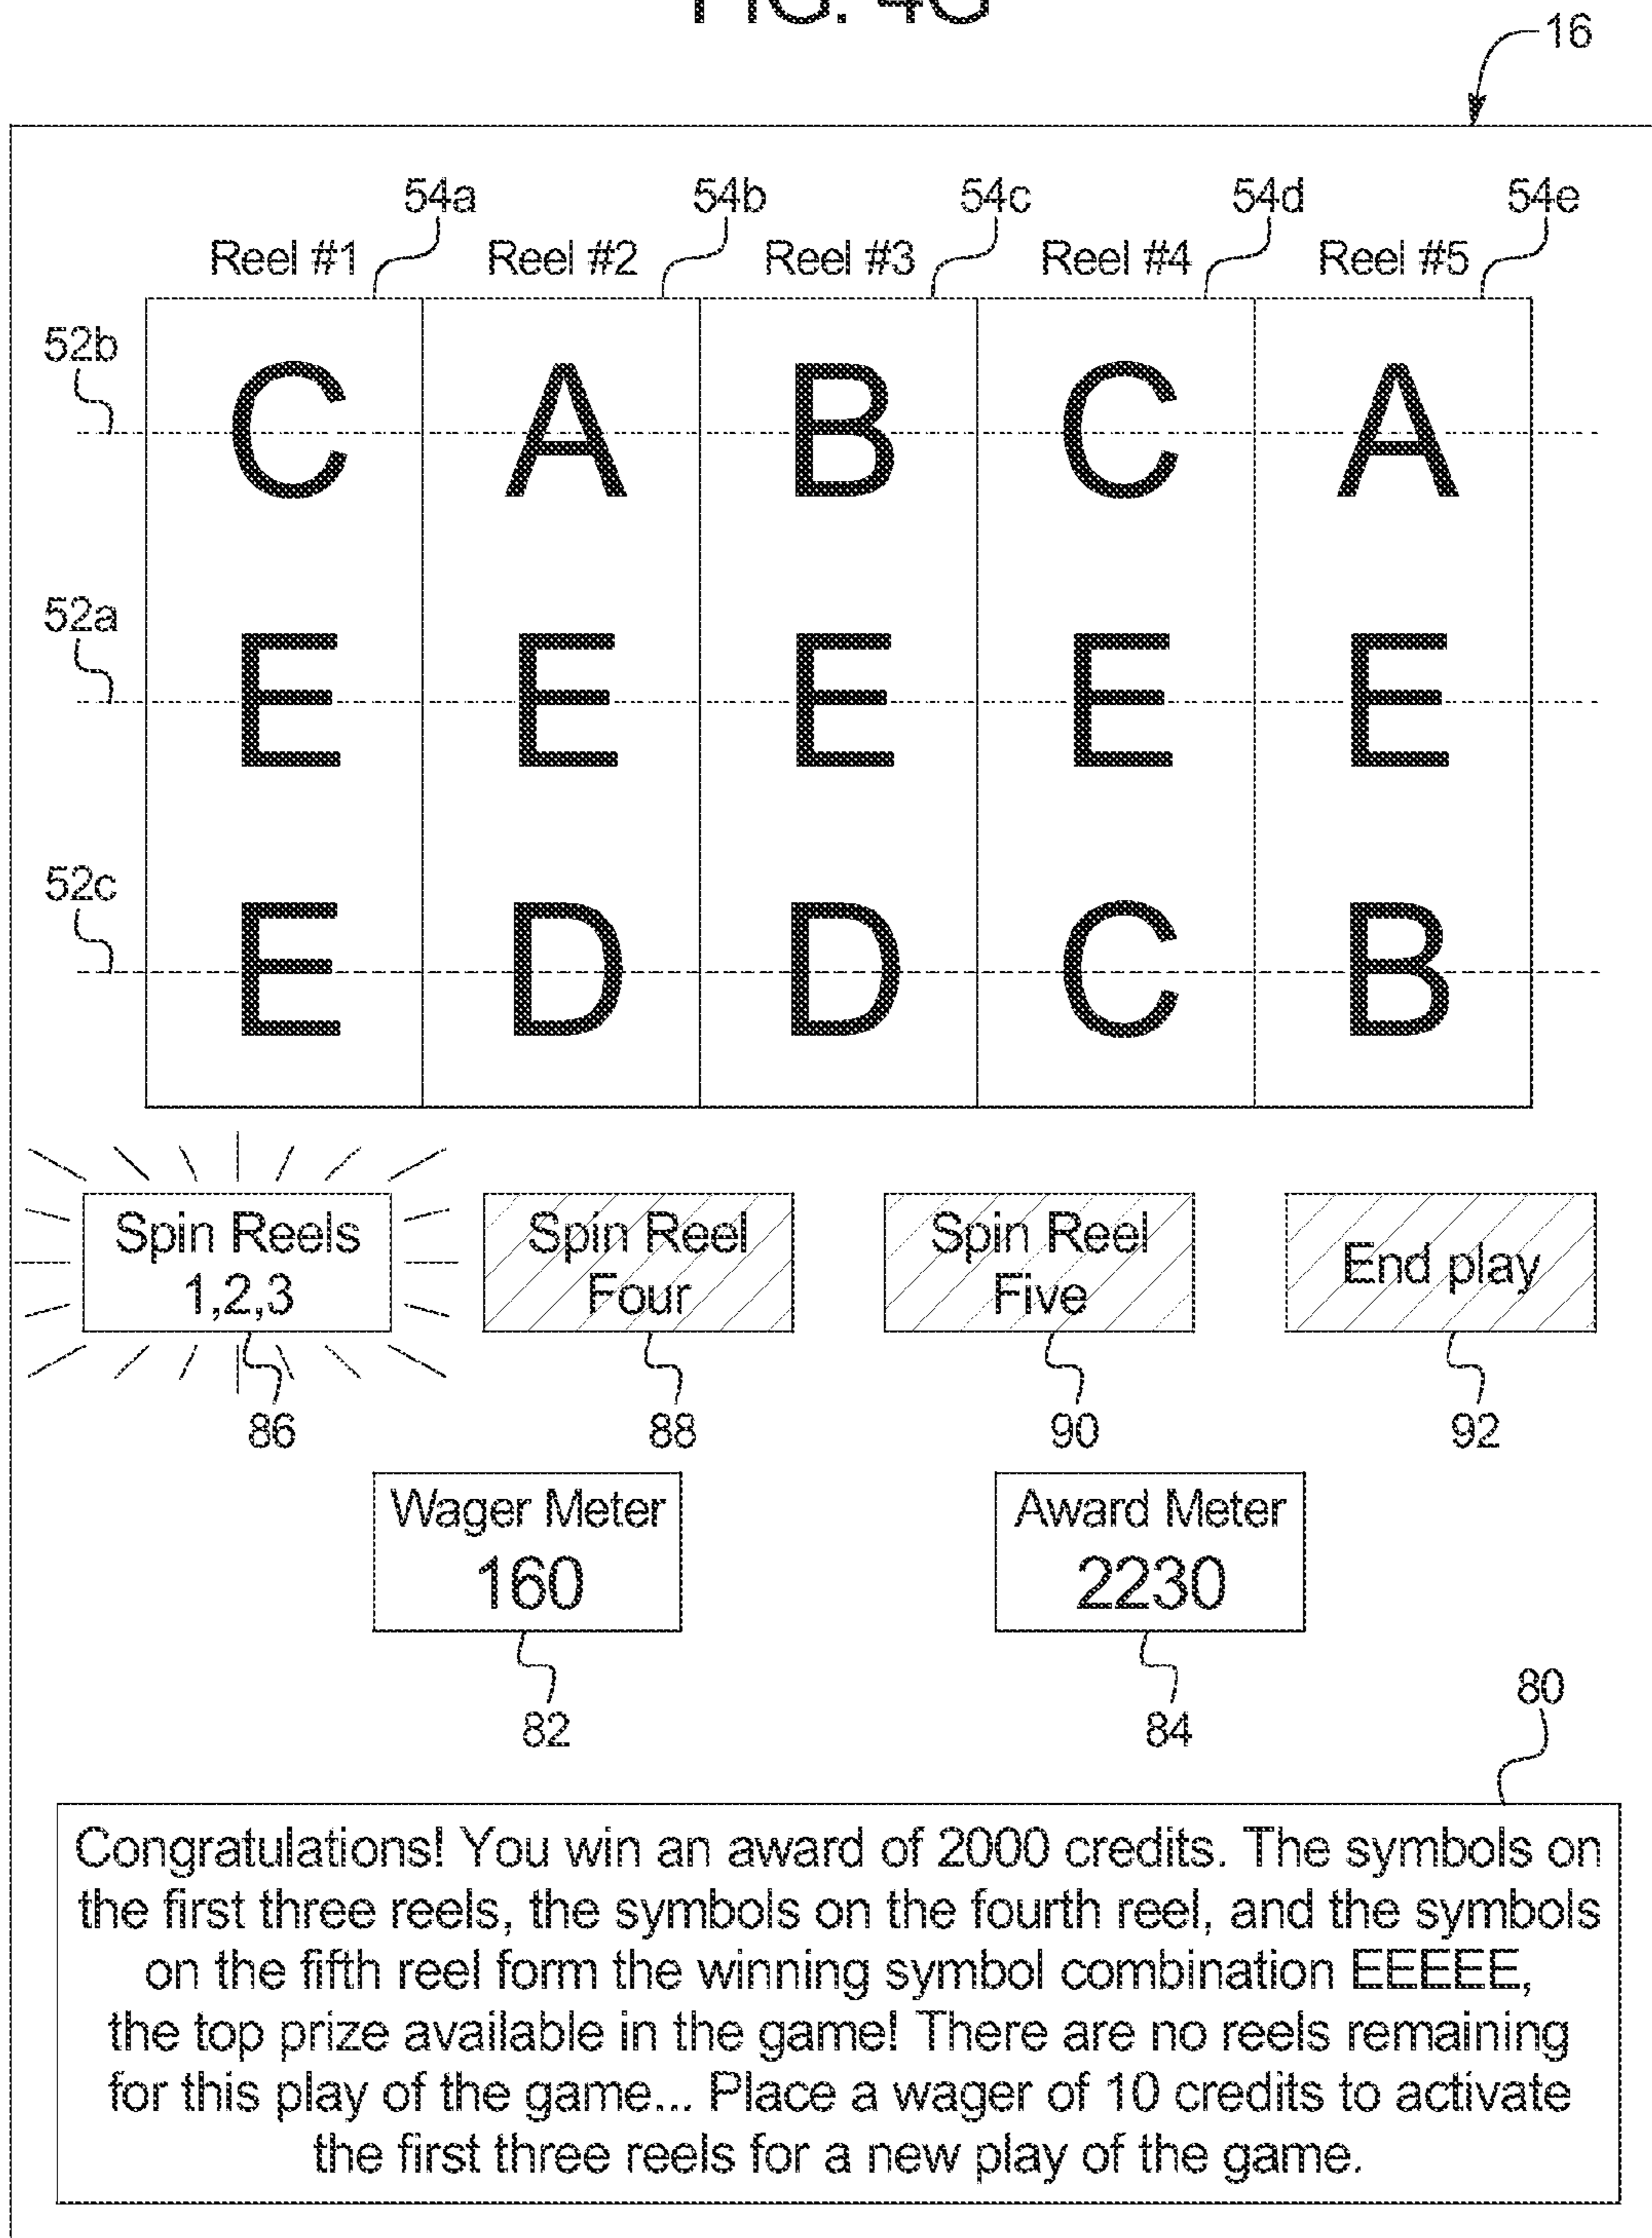 FIG. 4G
16
54a 54b 54c 54d 54e
Reel #1 Reel #2 Reel #3 Reel #4 Reel #5
52b
C A B C A
52a
E E E E E
52c
E D D C B
Spin Reels Spin Reel Spin Reel End play
1,2,3 Four Five
86 88 90 92
Wager Meter Award Meter
160 2230
82 84
80
Congratulations! You win an award of 2000 credits. The symbols on
the first three reels, the symbols on the fourth reel, and the symbols
on the fifth reel form the winning symbol combination EEEEE,
the top prize available in the game! There are no reels remaining
for this play of the game... Place a wager of 10 credits to activate
the first three reels for a new play of the game.